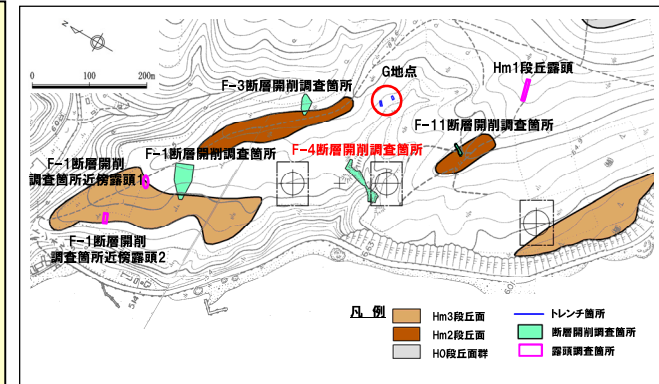 N
0 100 200m
F-3断層開削調査箇所
G地点
Hm1段丘露頭
F-11断層開削調査箇所
F-1断層開削
調査箇所近傍露頭1
F-1断層開削調査箇所
F-4断層開削調査箇所
F-1断層開削
調査箇所近傍露頭2
凡 例
Hm3段丘面
Hm2段丘面
H0段丘面群
トレンチ箇所
断層開削調査箇所
露頭調査箇所